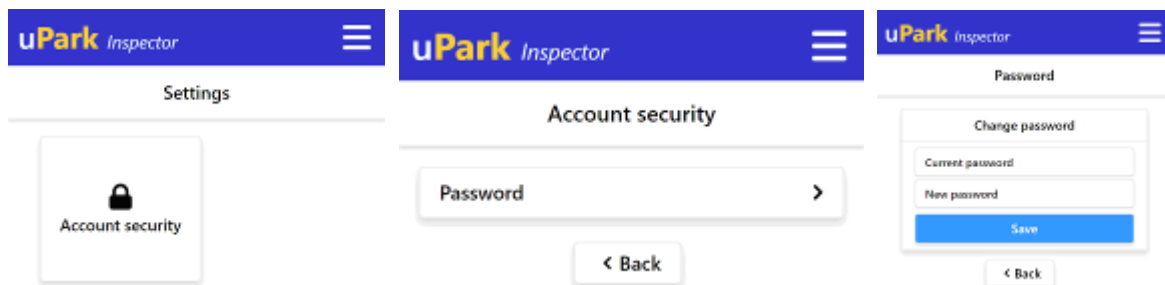 uPark Inspector
Settings
Account security
uPark Inspector
Account security
Password
Back
uPark Inspector
Password
Change password
Current password
New password
Save
Back